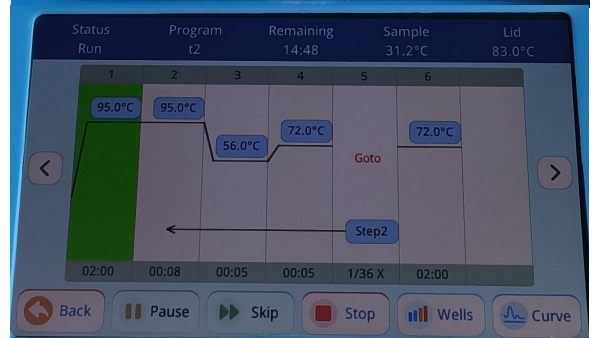 Status Program Remaining Sample Lid
Run t2 14:48 31.2°C 83.0°C
1 2 3 4 5 6
95.0°C 95.0°C 56.0°C 72.0°C Goto 72.0°C
Step2
02:00 00:08 00:05 00:05 1/36 X 02:00
Back Pause Skip Stop Wells Curve